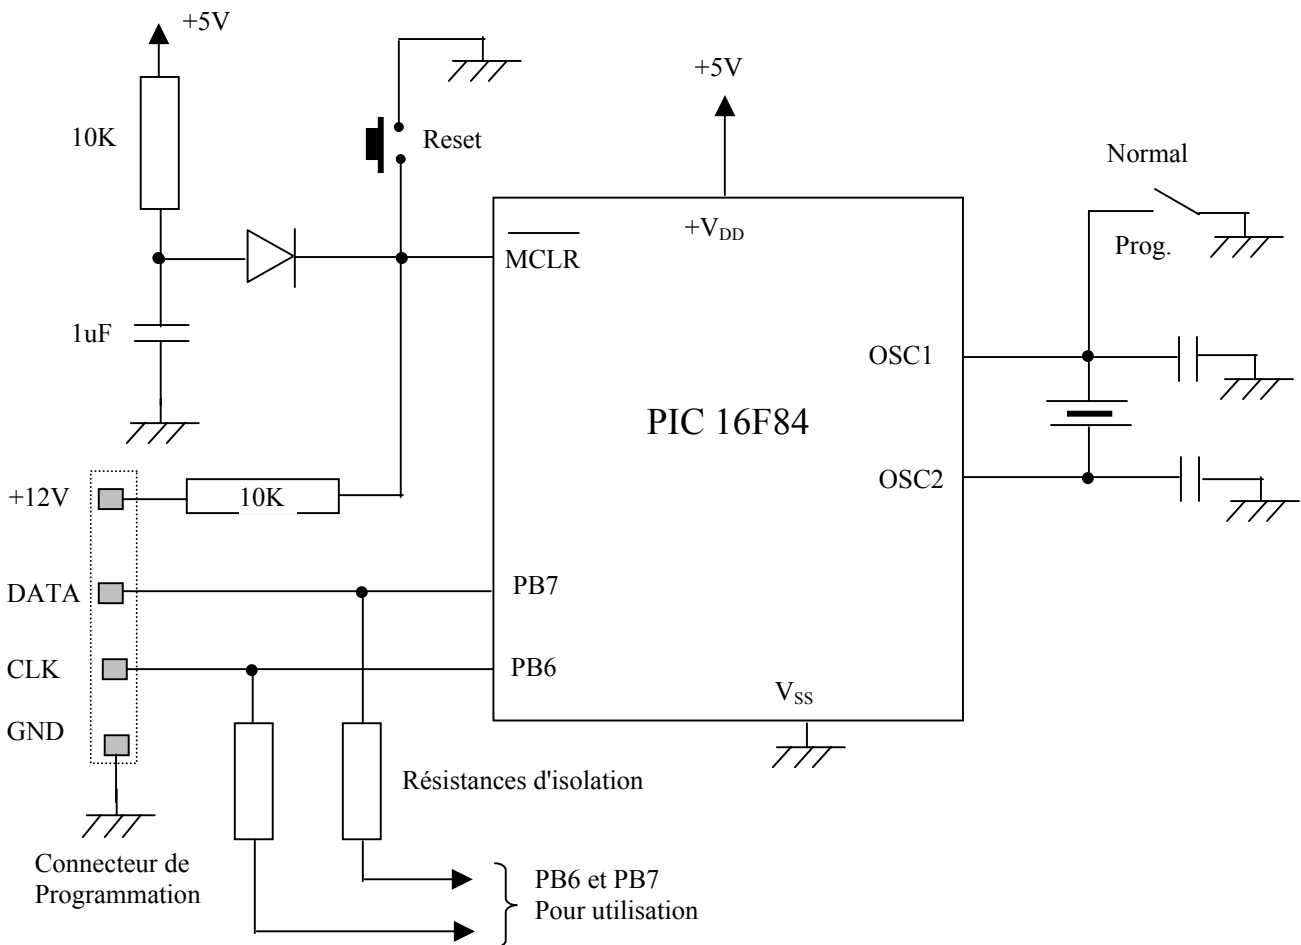 +5V
+5V
10K
Reset
Normal
+VDD
MCLR
Prog.
1uF
OSC1
PIC 16F84
OSC2
+12V
10K
DATA
PB7
CLK
PB6
VSS
GND
Résistances d'isolation
Connecteur de
Programmation
PB6 et PB7
Pour utilisation